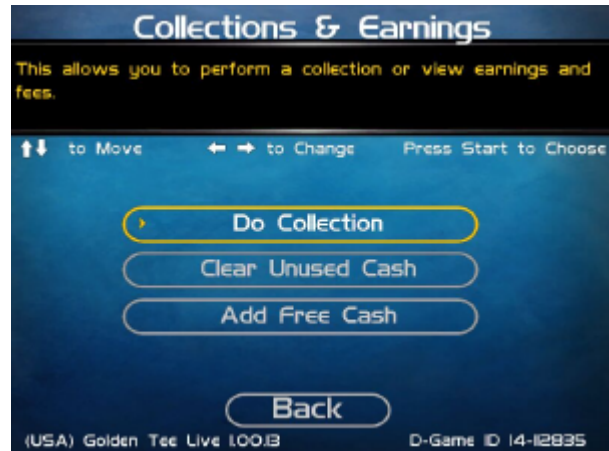 Collections & Earnings
This allows you to perform a collection or view earnings and
fees.
to Move to Change Press Start to Choose
Do Collection
Clear Unused Cash
Add Free Cash
Back
(USA) Golden Tee Live 1.00.13 D-Game ID 14-112835